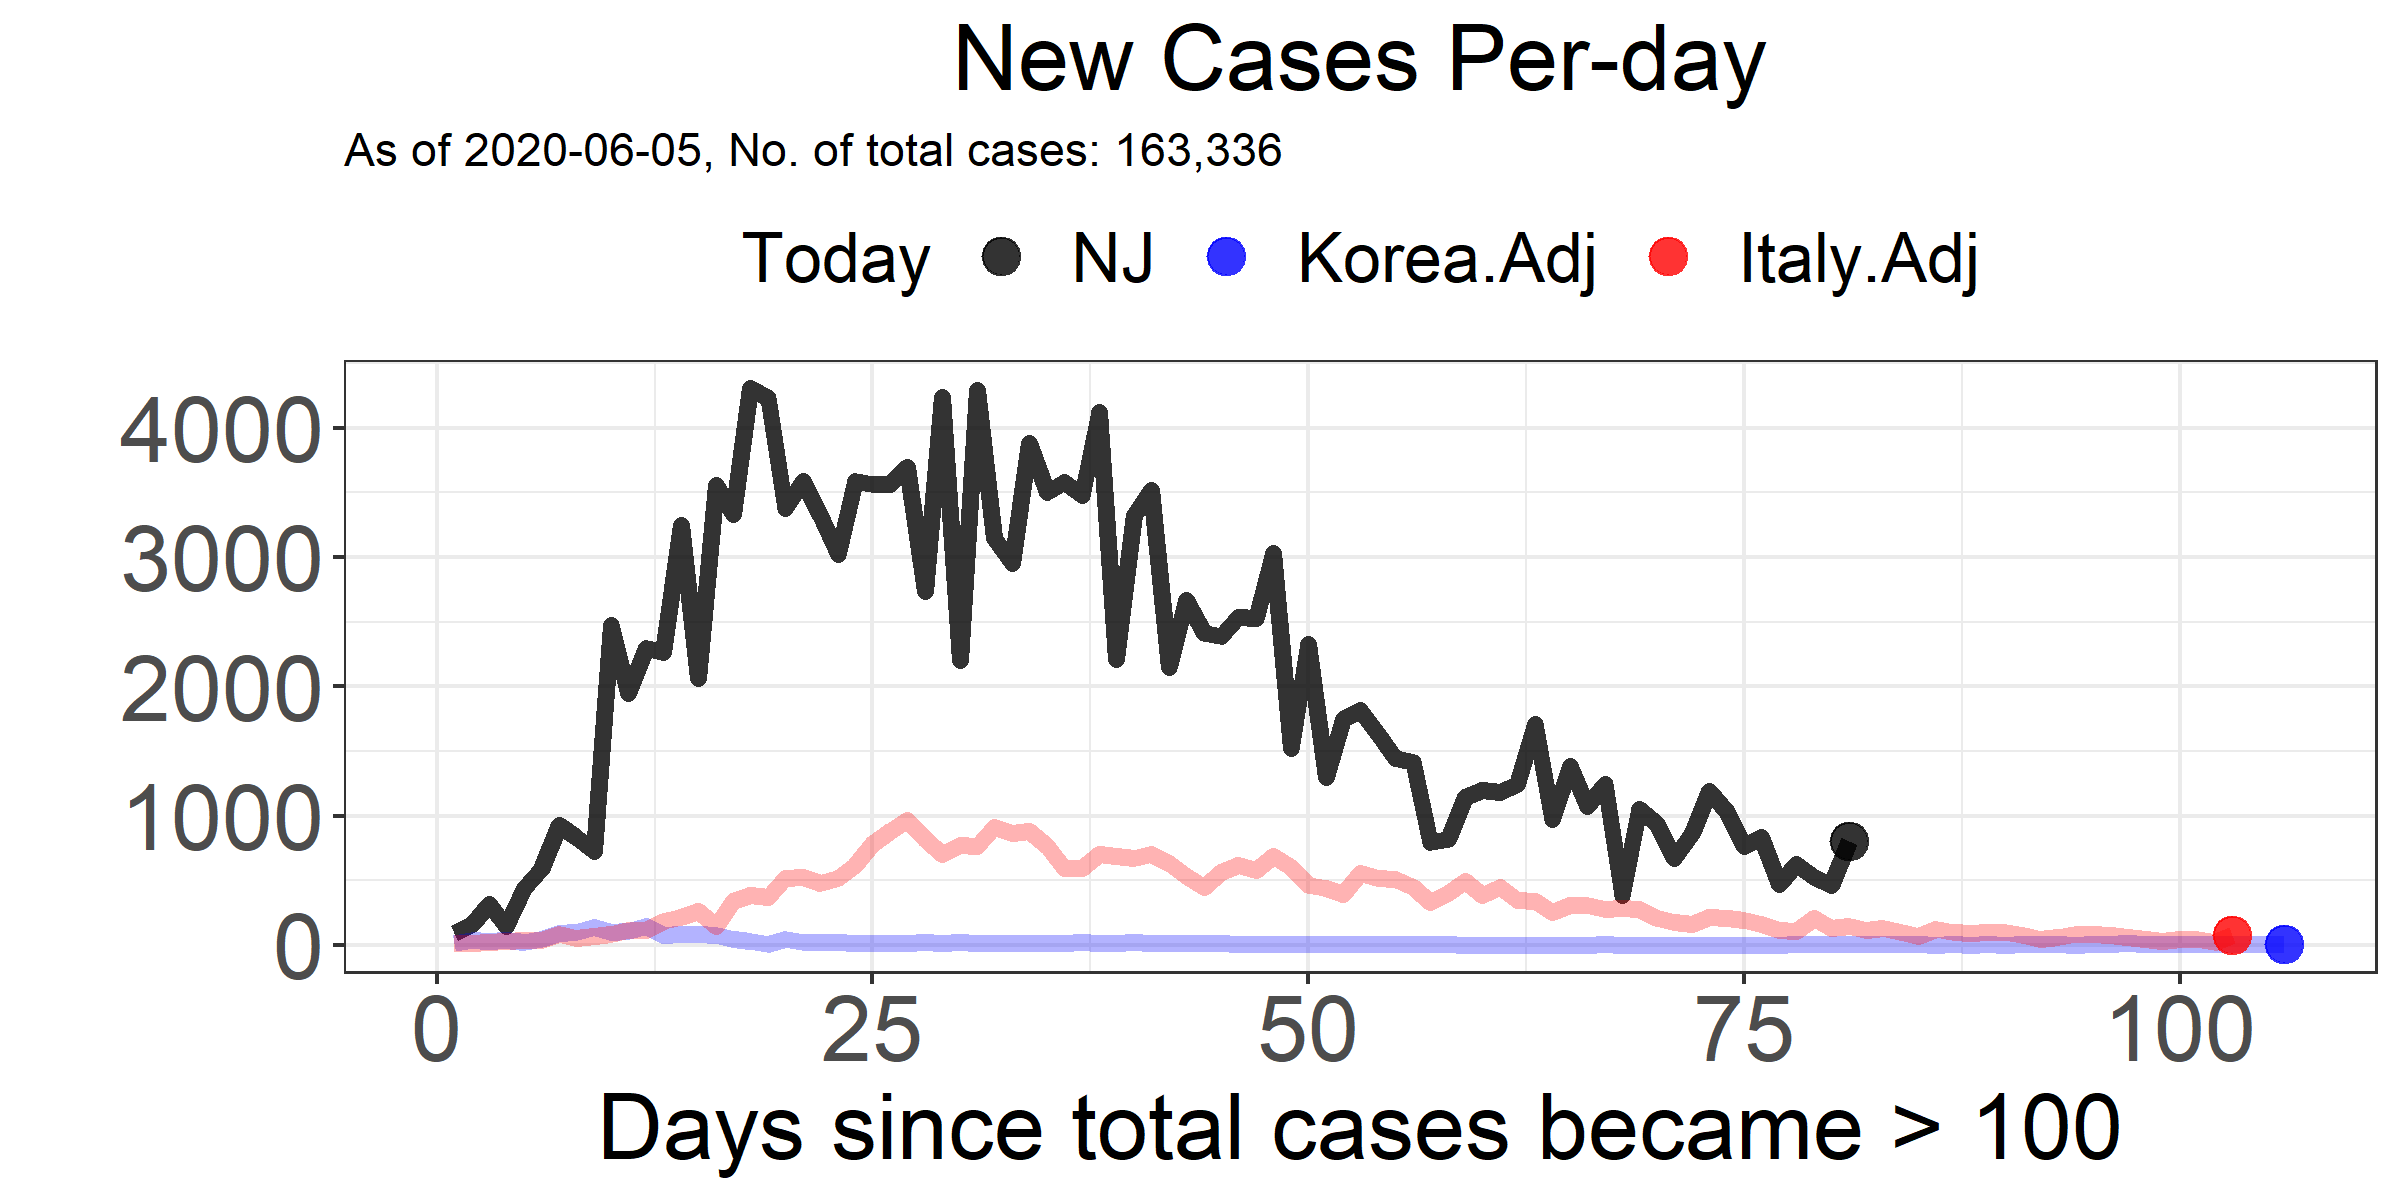 New Cases Per-day
As of 2020-06-05, No. of total cases: 163,336
Today NJ Korea.Adj Italy.Adj
4000
3000
2000
1000
0
0 25 50 75 100
Days since total cases became > 100